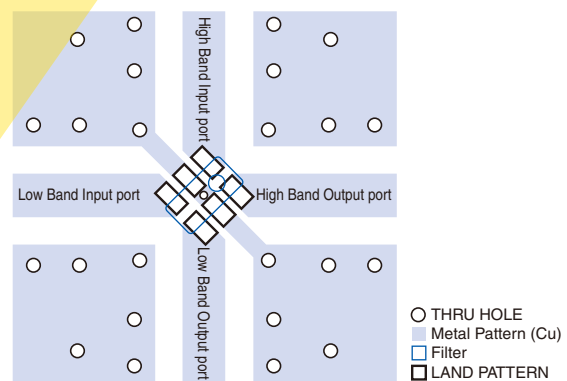 High Band Input port
Low Band Input port
High Band Output port
Low Band Output port
THRU HOLE
Metal Pattern (Cu)
Filter
LAND PATTERN